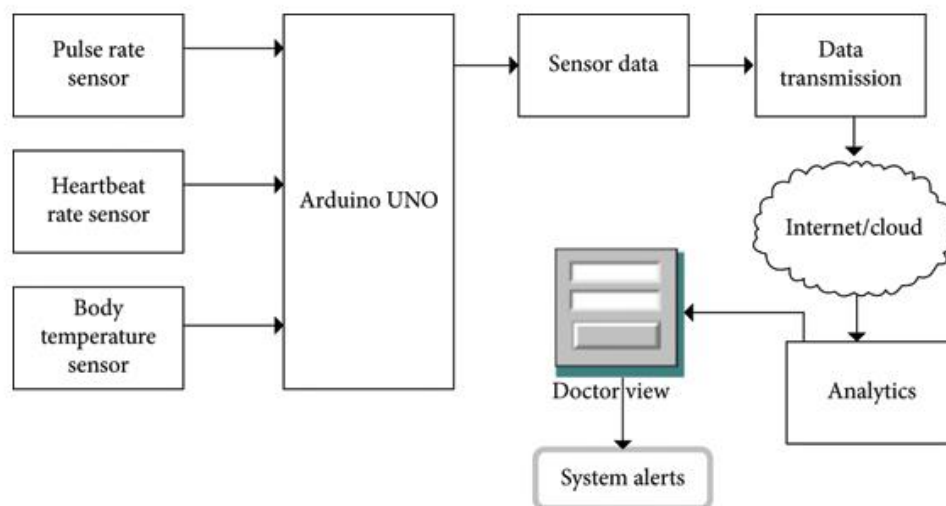 Pulse rate
sensor
Heartbeat
rate sensor
Body
temperature
sensor
Arduino UNO
Sensor data
Data
transmission
Internet/cloud
Analytics
Doctor view
System alerts